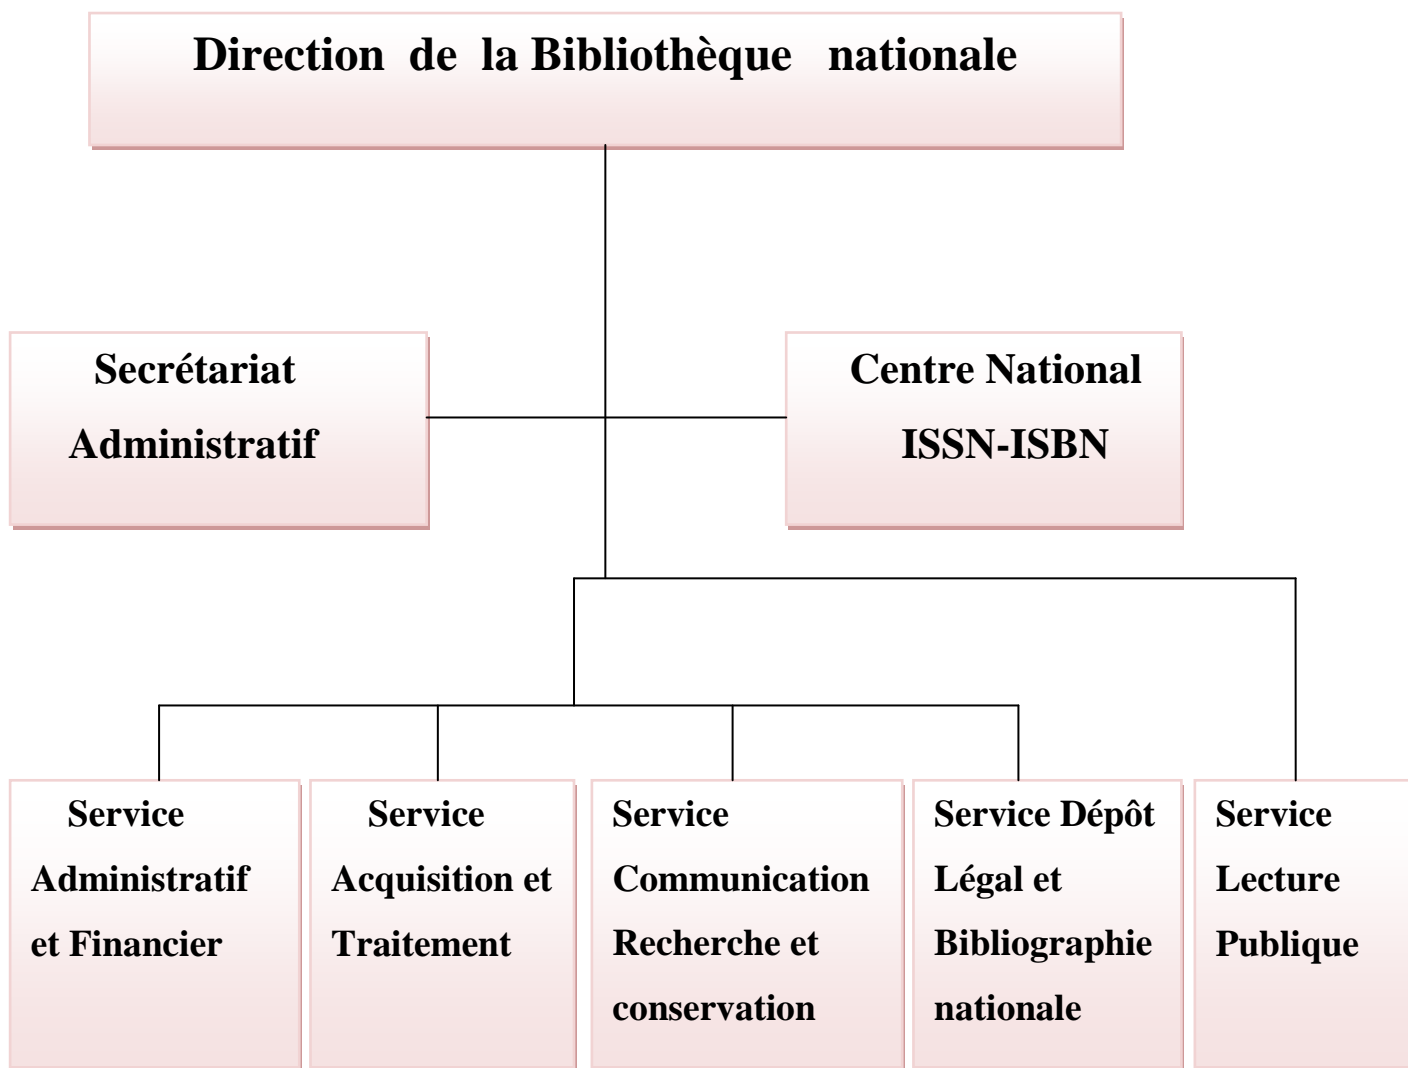 Direction de la Bibliothèque nationale
Secrétariat
Administratif
Centre National
ISSN-ISBN
Service
Administratif
et Financier
Service
Acquisition et
Traitement
Service
Communication
Recherche et
conservation
Service Dépôt
Légal et
Bibliographie
nationale
Service
Lecture
Publique